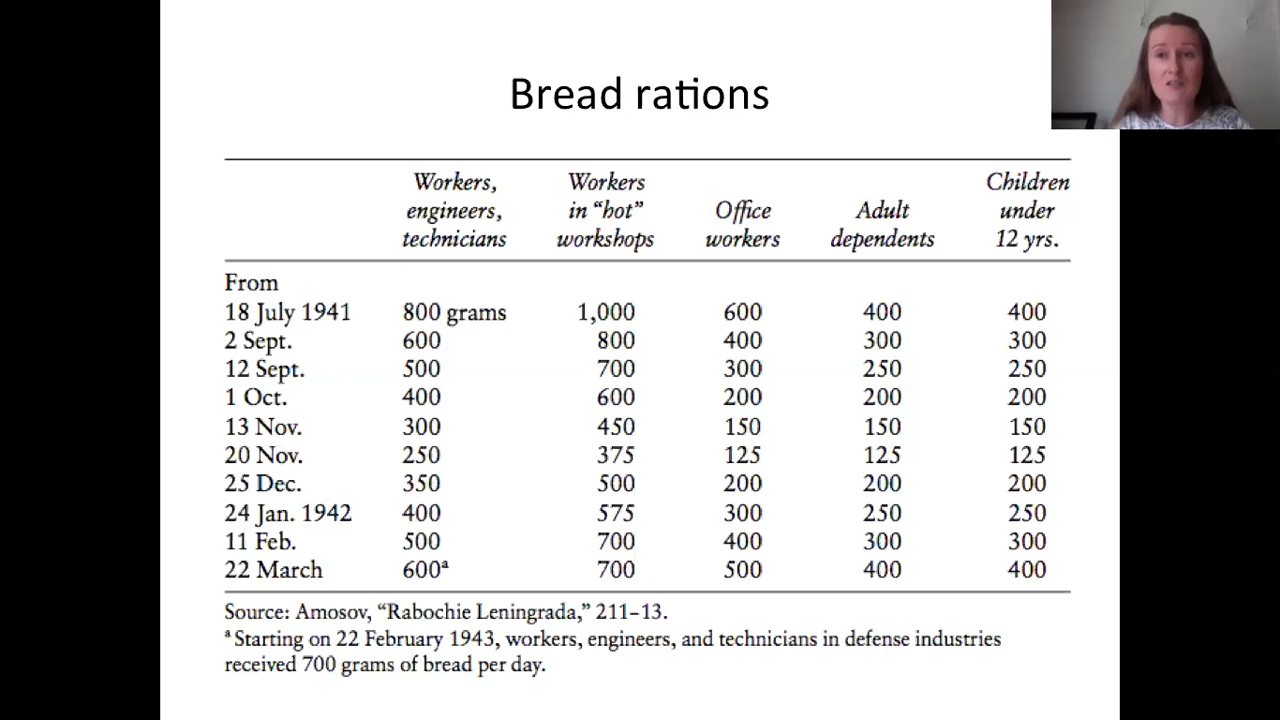 Bread rations
Workers, engineers, technicians	Workers in "hot" workshops	Office workers	Adult dependents	Children under 12 yrs.
From
18 July 1941	800 grams	1,000	600	400	400
2 Sept.	600	800	400	300	300
12 Sept.	500	700	300	250	250
1 Oct.	400	600	200	200	200
13 Nov.	300	450	150	150	150
20 Nov.	250	375	125	125	125
25 Dec.	350	500	200	200	200
24 Jan. 1942	400	575	300	250	250
11 Feb.	500	700	400	300	300
22 March	600ª	700	500	400	400
Source: Amosov, "Rabochie Leningrada," 211–13.
ª Starting on 22 February 1943, workers, engineers, and technicians in defense industries
received 700 grams of bread per day.